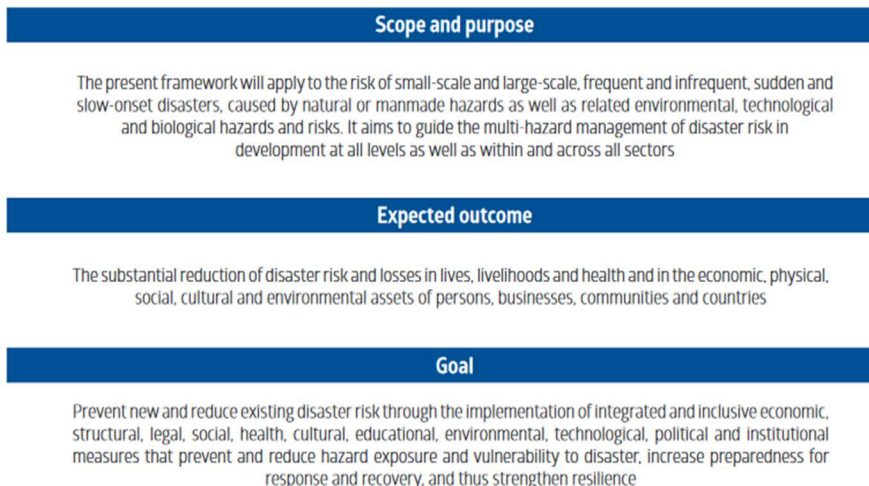 Scope and purpose
The present framework will apply to the risk of small-scale and large-scale, frequent and infrequent, sudden and
slow-onset disasters, caused by natural or manmade hazards as well as related environmental, technological
and biological hazards and risks. It aims to guide the multi-hazard management of disaster risk in
development at all levels as well as within and across all sectors
Expected outcome
The substantial reduction of disaster risk and losses in lives, livelihoods and health and in the economic, physical,
social, cultural and environmental assets of persons, businesses, communities and countries
Goal
Prevent new and reduce existing disaster risk through the implementation of integrated and inclusive economic,
structural, legal, social, health, cultural, educational, environmental, technological, political and institutional
measures that prevent and reduce hazard exposure and vulnerability to disaster, increase preparedness for
response and recovery, and thus strengthen resilience